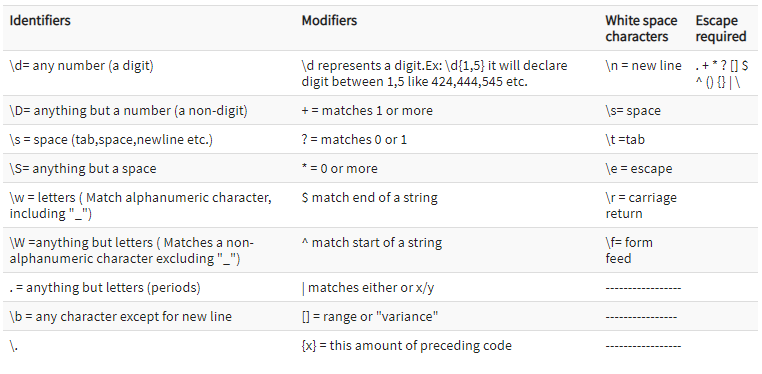 Identifiers Modifiers White space Escape
characters required
\d= any number (a digit) \d represents a digit.Ex: \d{1,5} it will declare \n = new line . + * ? [] $
digit between 1,5 like 424,444,545 etc. ^ () {} | \
\D= anything but a number (a non-digit) + = matches 1 or more \s= space
\s = space (tab,space,newline etc.) ? = matches 0 or 1 \t =tab
\S= anything but a space * = 0 or more \e = escape
\w = letters ( Match alphanumeric character, $ match end of a string \r = carriage
including "_") return
\W =anything but letters ( Matches a non- ^ match start of a string \f= form
alphanumeric character excluding "_") feed
. = anything but letters (periods) | matches either or x/y -----------------
\b = any character except for new line [] = range or "variance" ----------------
\. {x} = this amount of preceding code -----------------